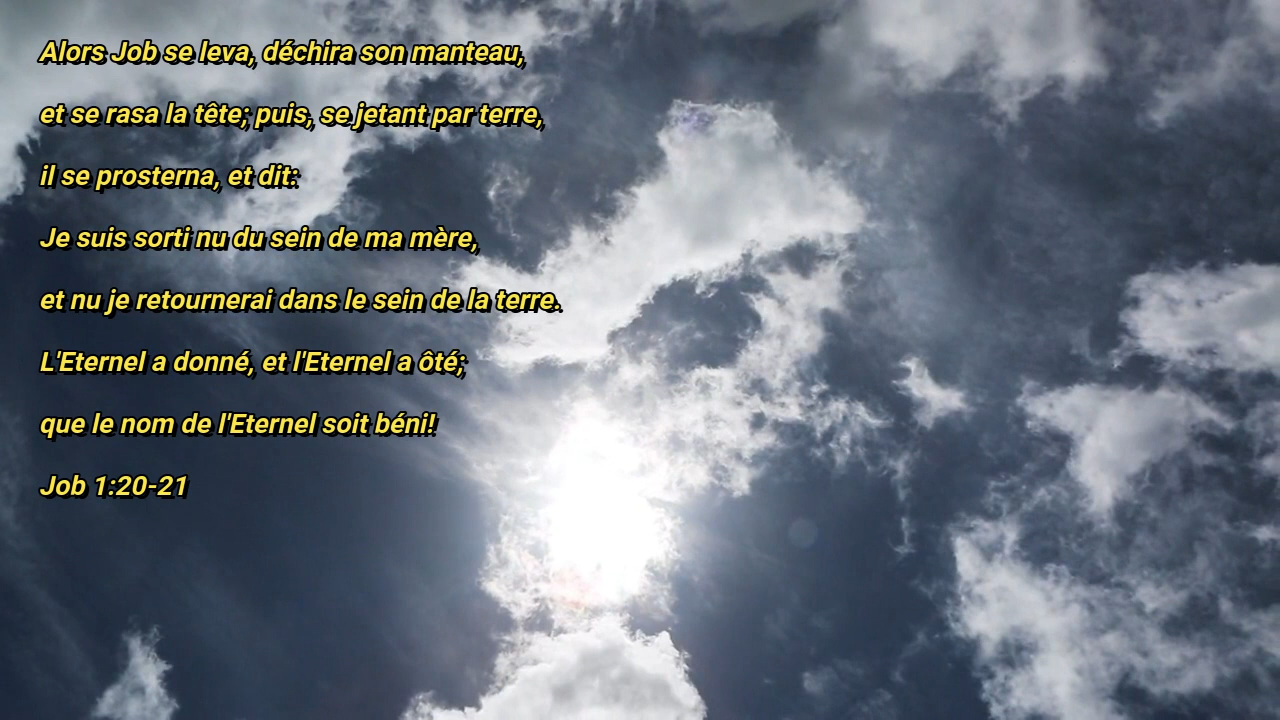 Alors Job se leva, déchira son manteau,
et se rasa la tête; puis, se jetant par terre,
il se prosterna, et dit:
Je suis sorti nu du sein de ma mère,
et nu je retournerai dans le sein de la terre.
L'Eternel a donné, et l'Eternel a ôté;
que le nom de l'Eternel soit béni!
Job 1:20-21